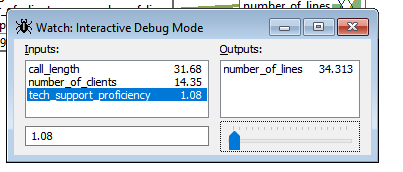 number_of_lines
Watch: Interactive Debug Mode
Inputs:
call_length 31.68
number_of_clients 14.35
tech_support_proficiency 1.08
1.08
Outputs:
number_of_lines 34.313